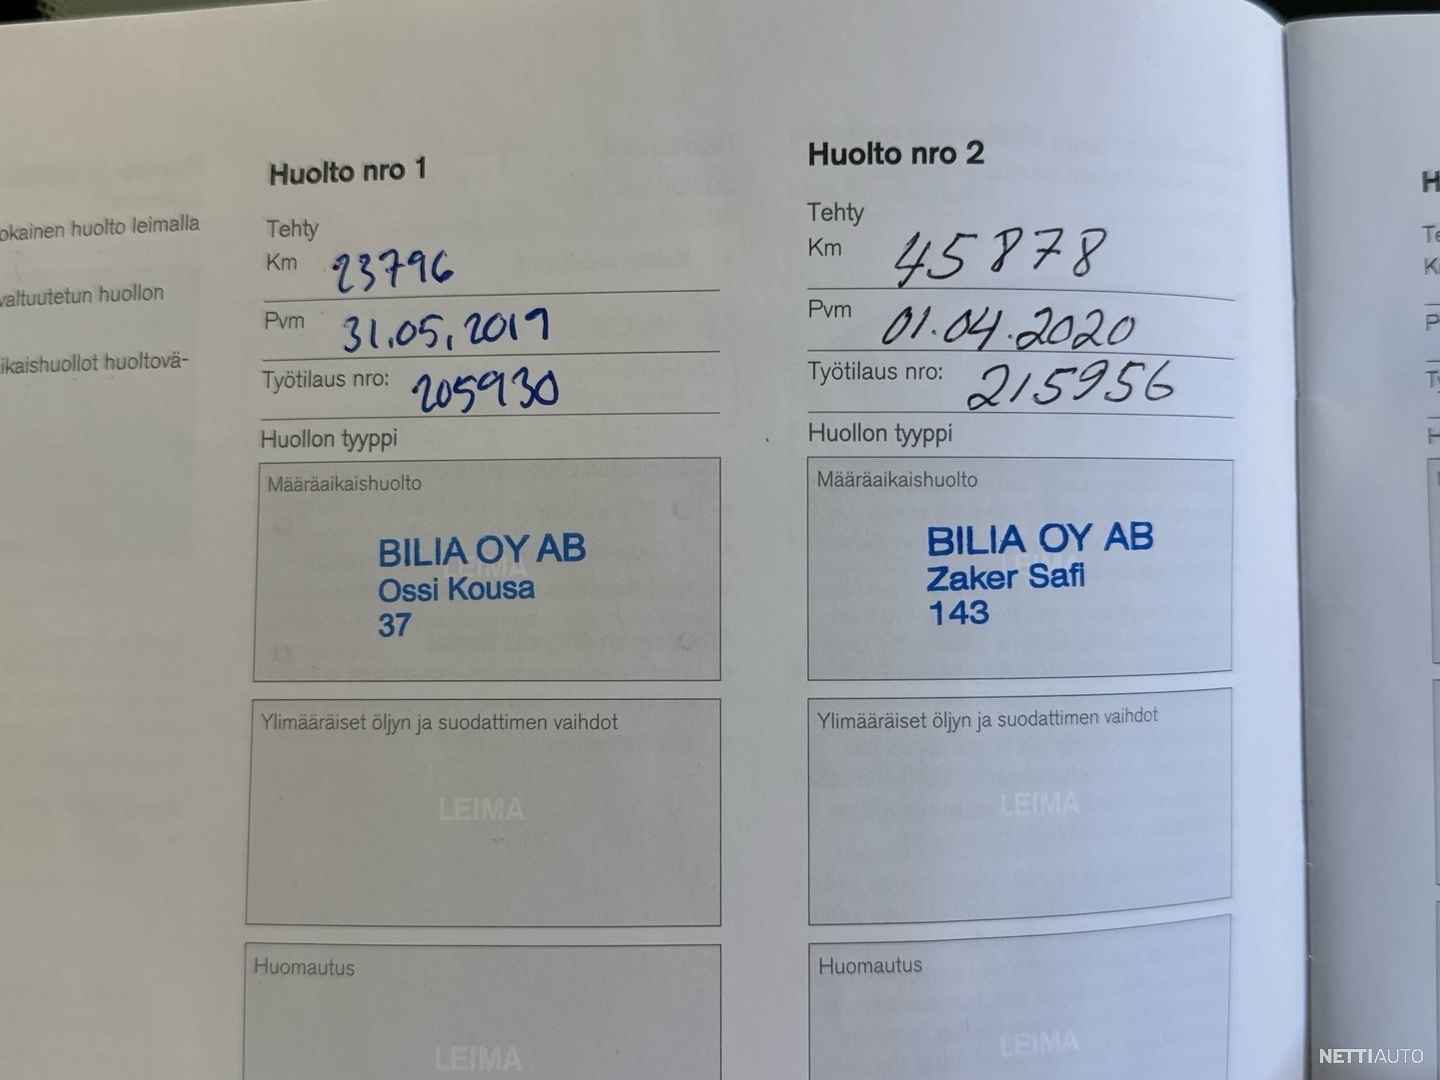 okainen huolto leimalla
valtuutetun huollon
ikaishuollot huoltovä-
Huolto nro 1
Tehty
Km 23796
Pvm 31.05.2019
Työtilaus nro: 205930
Huollon tyyppi
Määräaikaishuolto
BILIA OY AB
Ossi Kousa
37
Ylimääräiset öljyn ja suodattimen vaihdot
LEIMA
Huomautus
LEIMA
Huolto nro 2
Tehty
Km 45878
Pvm 01.04.2020
Työtilaus nro: 215956
Huollon tyyppi
Määräaikaishuolto
BILIA OY AB
Zaker Safi
143
Ylimääräiset öljyn ja suodattimen vaihdot
LEIMA
Huomautus
LEIMA
NETTIAUTO